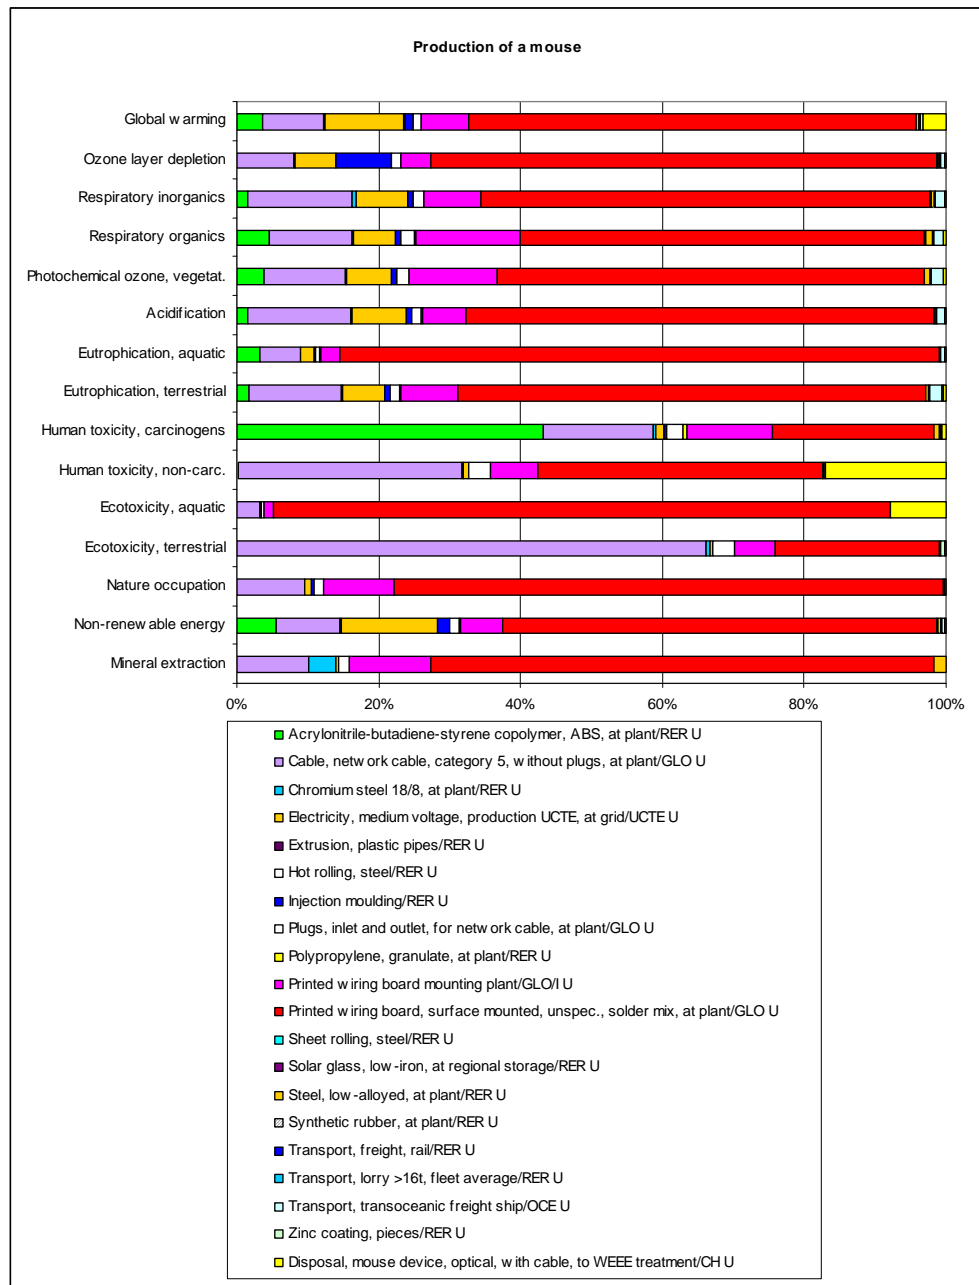 Production of a mouse
Global warming
Ozone layer depletion
Respiratory inorganics
Respiratory organics
Photochemical ozone, vegetat.
Acidification
Eutrophication, aquatic
Eutrophication, terrestrial
Human toxicity, carcinogens
Human toxicity, non-carc.
Ecotoxicity, aquatic
Ecotoxicity, terrestrial
Nature occupation
Non-renewable energy
Mineral extraction
0% 20% 40% 60% 80% 100%
Acrylonitrile-butadiene-styrene copolymer, ABS, at plant/RER U
Cable, network cable, category 5, without plugs, at plant/GLO U
Chromium steel 18/8, at plant/RER U
Electricity, medium voltage, production UCTE, at grid/UCTE U
Extrusion, plastic pipes/RER U
Hot rolling, steel/RER U
Injection moulding/RER U
Plugs, inlet and outlet, for network cable, at plant/GLO U
Polypropylene, granulate, at plant/RER U
Printed wiring board mounting plant/GLO/I U
Printed wiring board, surface mounted, unspec., solder mix, at plant/GLO U
Sheet rolling, steel/RER U
Solar glass, low-iron, at regional storage/RER U
Steel, low-alloyed, at plant/RER U
Synthetic rubber, at plant/RER U
Transport, freight, rail/RER U
Transport, lorry >16t, fleet average/RER U
Transport, transoceanic freight ship/OCE U
Zinc coating, pieces/RER U
Disposal, mouse device, optical, with cable, to WEEE treatment/CH U